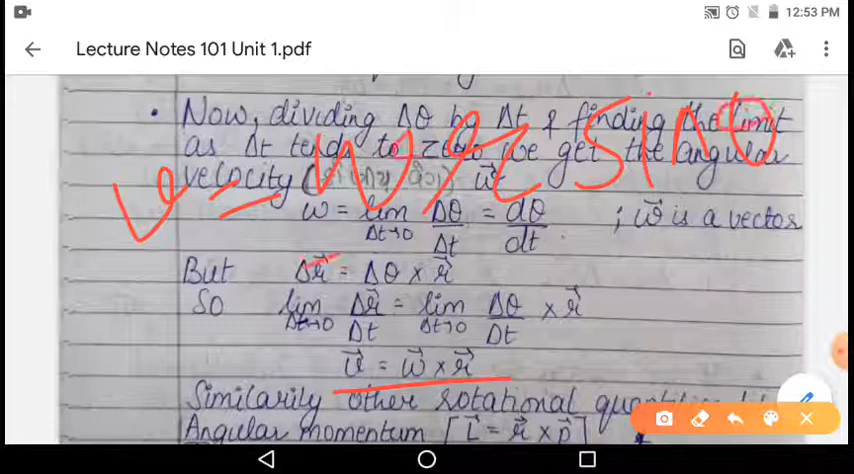 12:53 PM
Lecture Notes 101 Unit 1.pdf
• Now, dividing Δθ by Δt & finding the limit
as Δt tends to zero we get the angular
velocity
ω = lim Δt→0 Δθ/Δt = dθ/dt ; ω⃗ is a vector
But Δr⃗ = Δθ × r⃗
So lim Δt→0 Δr⃗/Δt = lim Δt→0 Δθ/Δt × r⃗
v⃗ = ω⃗ × r⃗
Similarity other rotational
Angular momentum [L⃗ = r⃗ × p⃗]